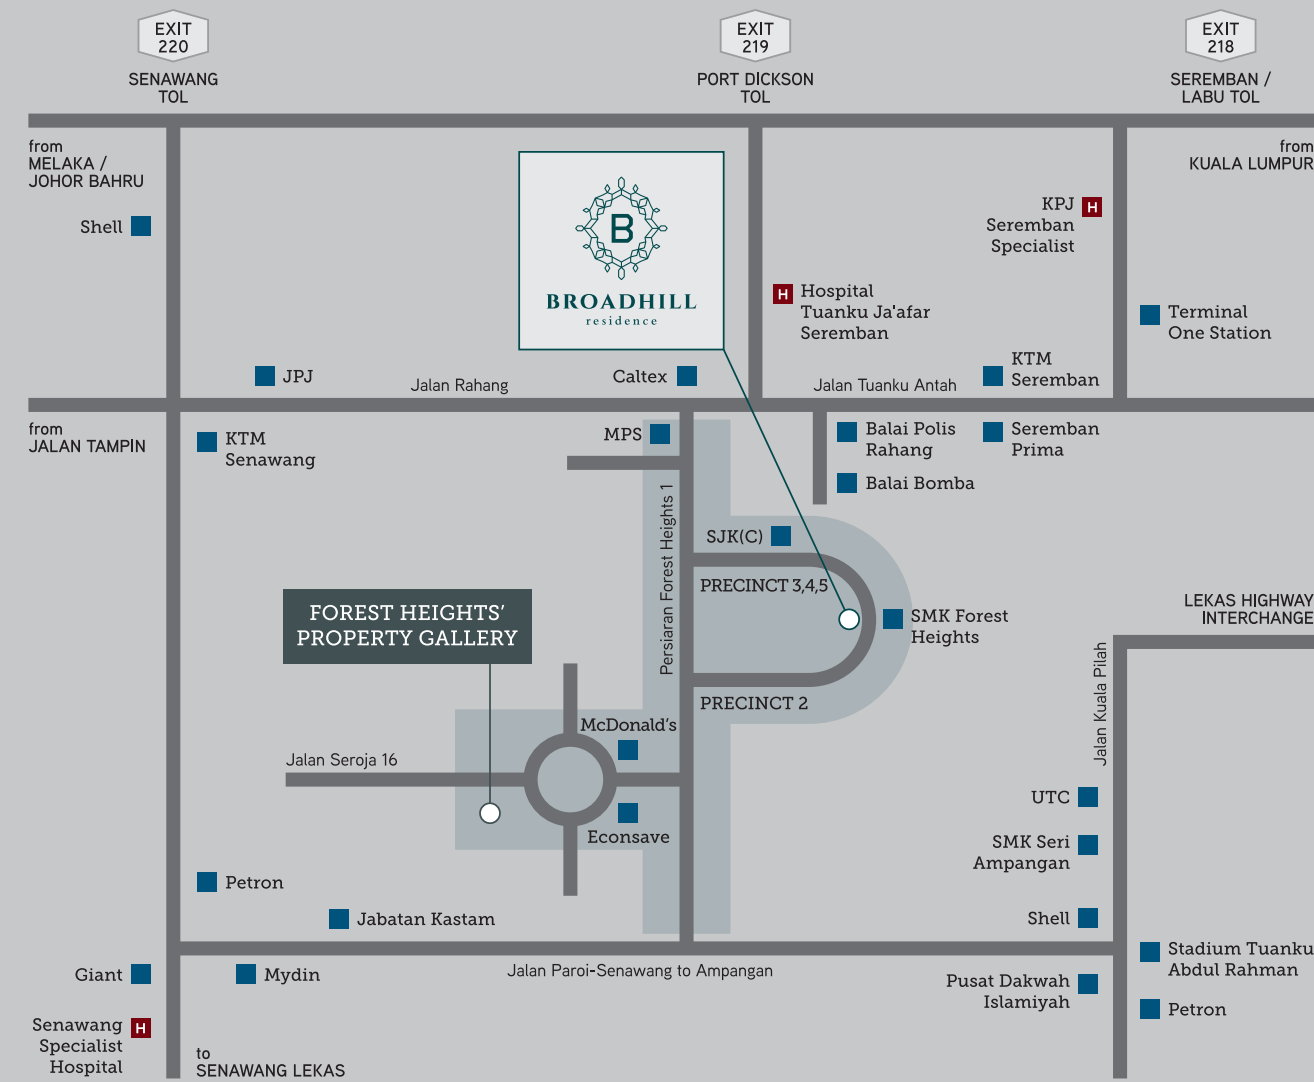 EXIT
220
SENAWANG
TOL
EXIT
219
PORT DICKSON
TOL
EXIT
218
SEREMBAN /
LABU TOL
from
MELAKA /
JOHOR BAHRU
from
KUALA LUMPUR
Shell
B
BROADHILL
residence
KPJ
Seremban
Specialist
H
H
Hospital
Tuanku Ja'afar
Seremban
Terminal
One Station
JPJ
Jalan Rahang
Caltex
Jalan Tuanku Antah
KTM
Seremban
from
JALAN TAMPIN
KTM
Senawang
MPS
Balai Polis
Rahang
Seremban
Prima
Balai Bomba
Persiaran Forest Heights 1
SJK(C)
PRECINCT 3,4,5
FOREST HEIGHTS’
PROPERTY GALLERY
SMK Forest
Heights
LEKAS HIGHWAY
INTERCHANGE
Jalan Kuala Pilah
PRECINCT 2
McDonald’s
Jalan Seroja 16
Econsave
UTC
SMK Seri
Ampangan
Petron
Jabatan Kastam
Shell
Giant
Mydin
Jalan Paroi-Senawang to Ampangan
Stadium Tuanku
Abdul Rahman
Pusat Dakwah
Islamiyah
Petron
Senawang
Specialist
Hospital
H
to
SENAWANG LEKAS